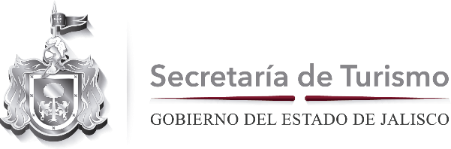 Secretaría de Turismo
GOBIERNO DEL ESTADO DE JALISCO